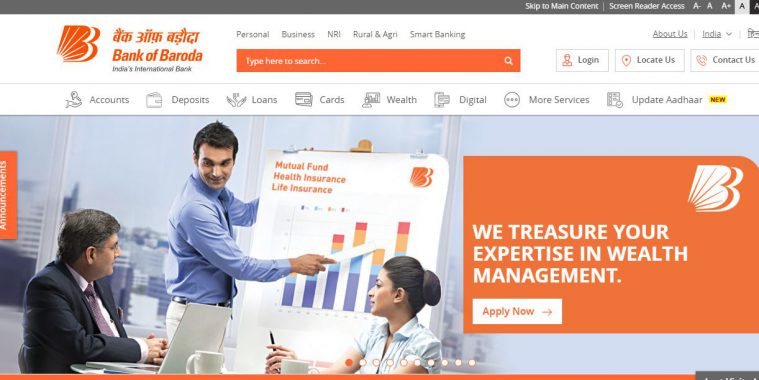 Skip to Main Content | Screen Reader Access A- A A+ A A
बैंक ऑफ़ बड़ौदा
Bank of Baroda
India's International Bank
Personal Business NRI Rural & Agri Smart Banking
About Us India
Type here to search...
Login Locate Us Contact Us
Accounts Deposits Loans Cards Wealth Digital More Services Update Aadhaar NEW
Announcements
Mutual Fund
Health Insurance
Life Insurance
WE TREASURE YOUR
EXPERTISE IN WEALTH
MANAGEMENT.
Apply Now